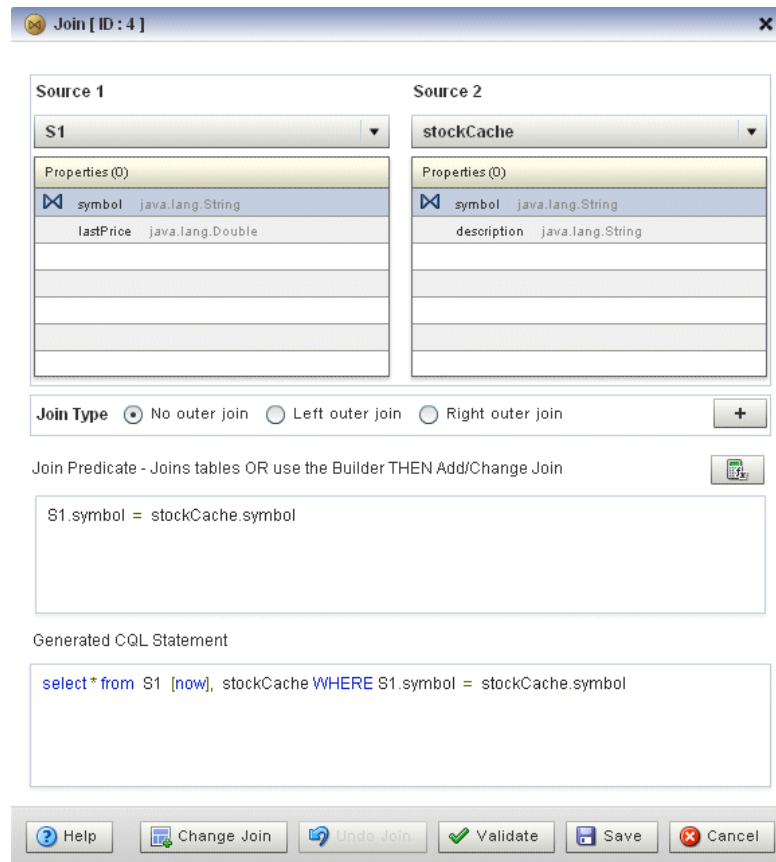 Join [ ID : 4 ]
Source 1 Source 2
S1 stockCache
Properties (0) Properties (0)
symbol java.lang.String symbol java.lang.String
lastPrice java.lang.Double description java.lang.String
Join Type No outer join Left outer join Right outer join +
Join Predicate - Joins tables OR use the Builder THEN Add/Change Join
S1.symbol = stockCache.symbol
Generated CQL Statement
select * from S1 [now], stockCache WHERE S1.symbol = stockCache.symbol
Help Change Join Undo Join Validate Save Cancel